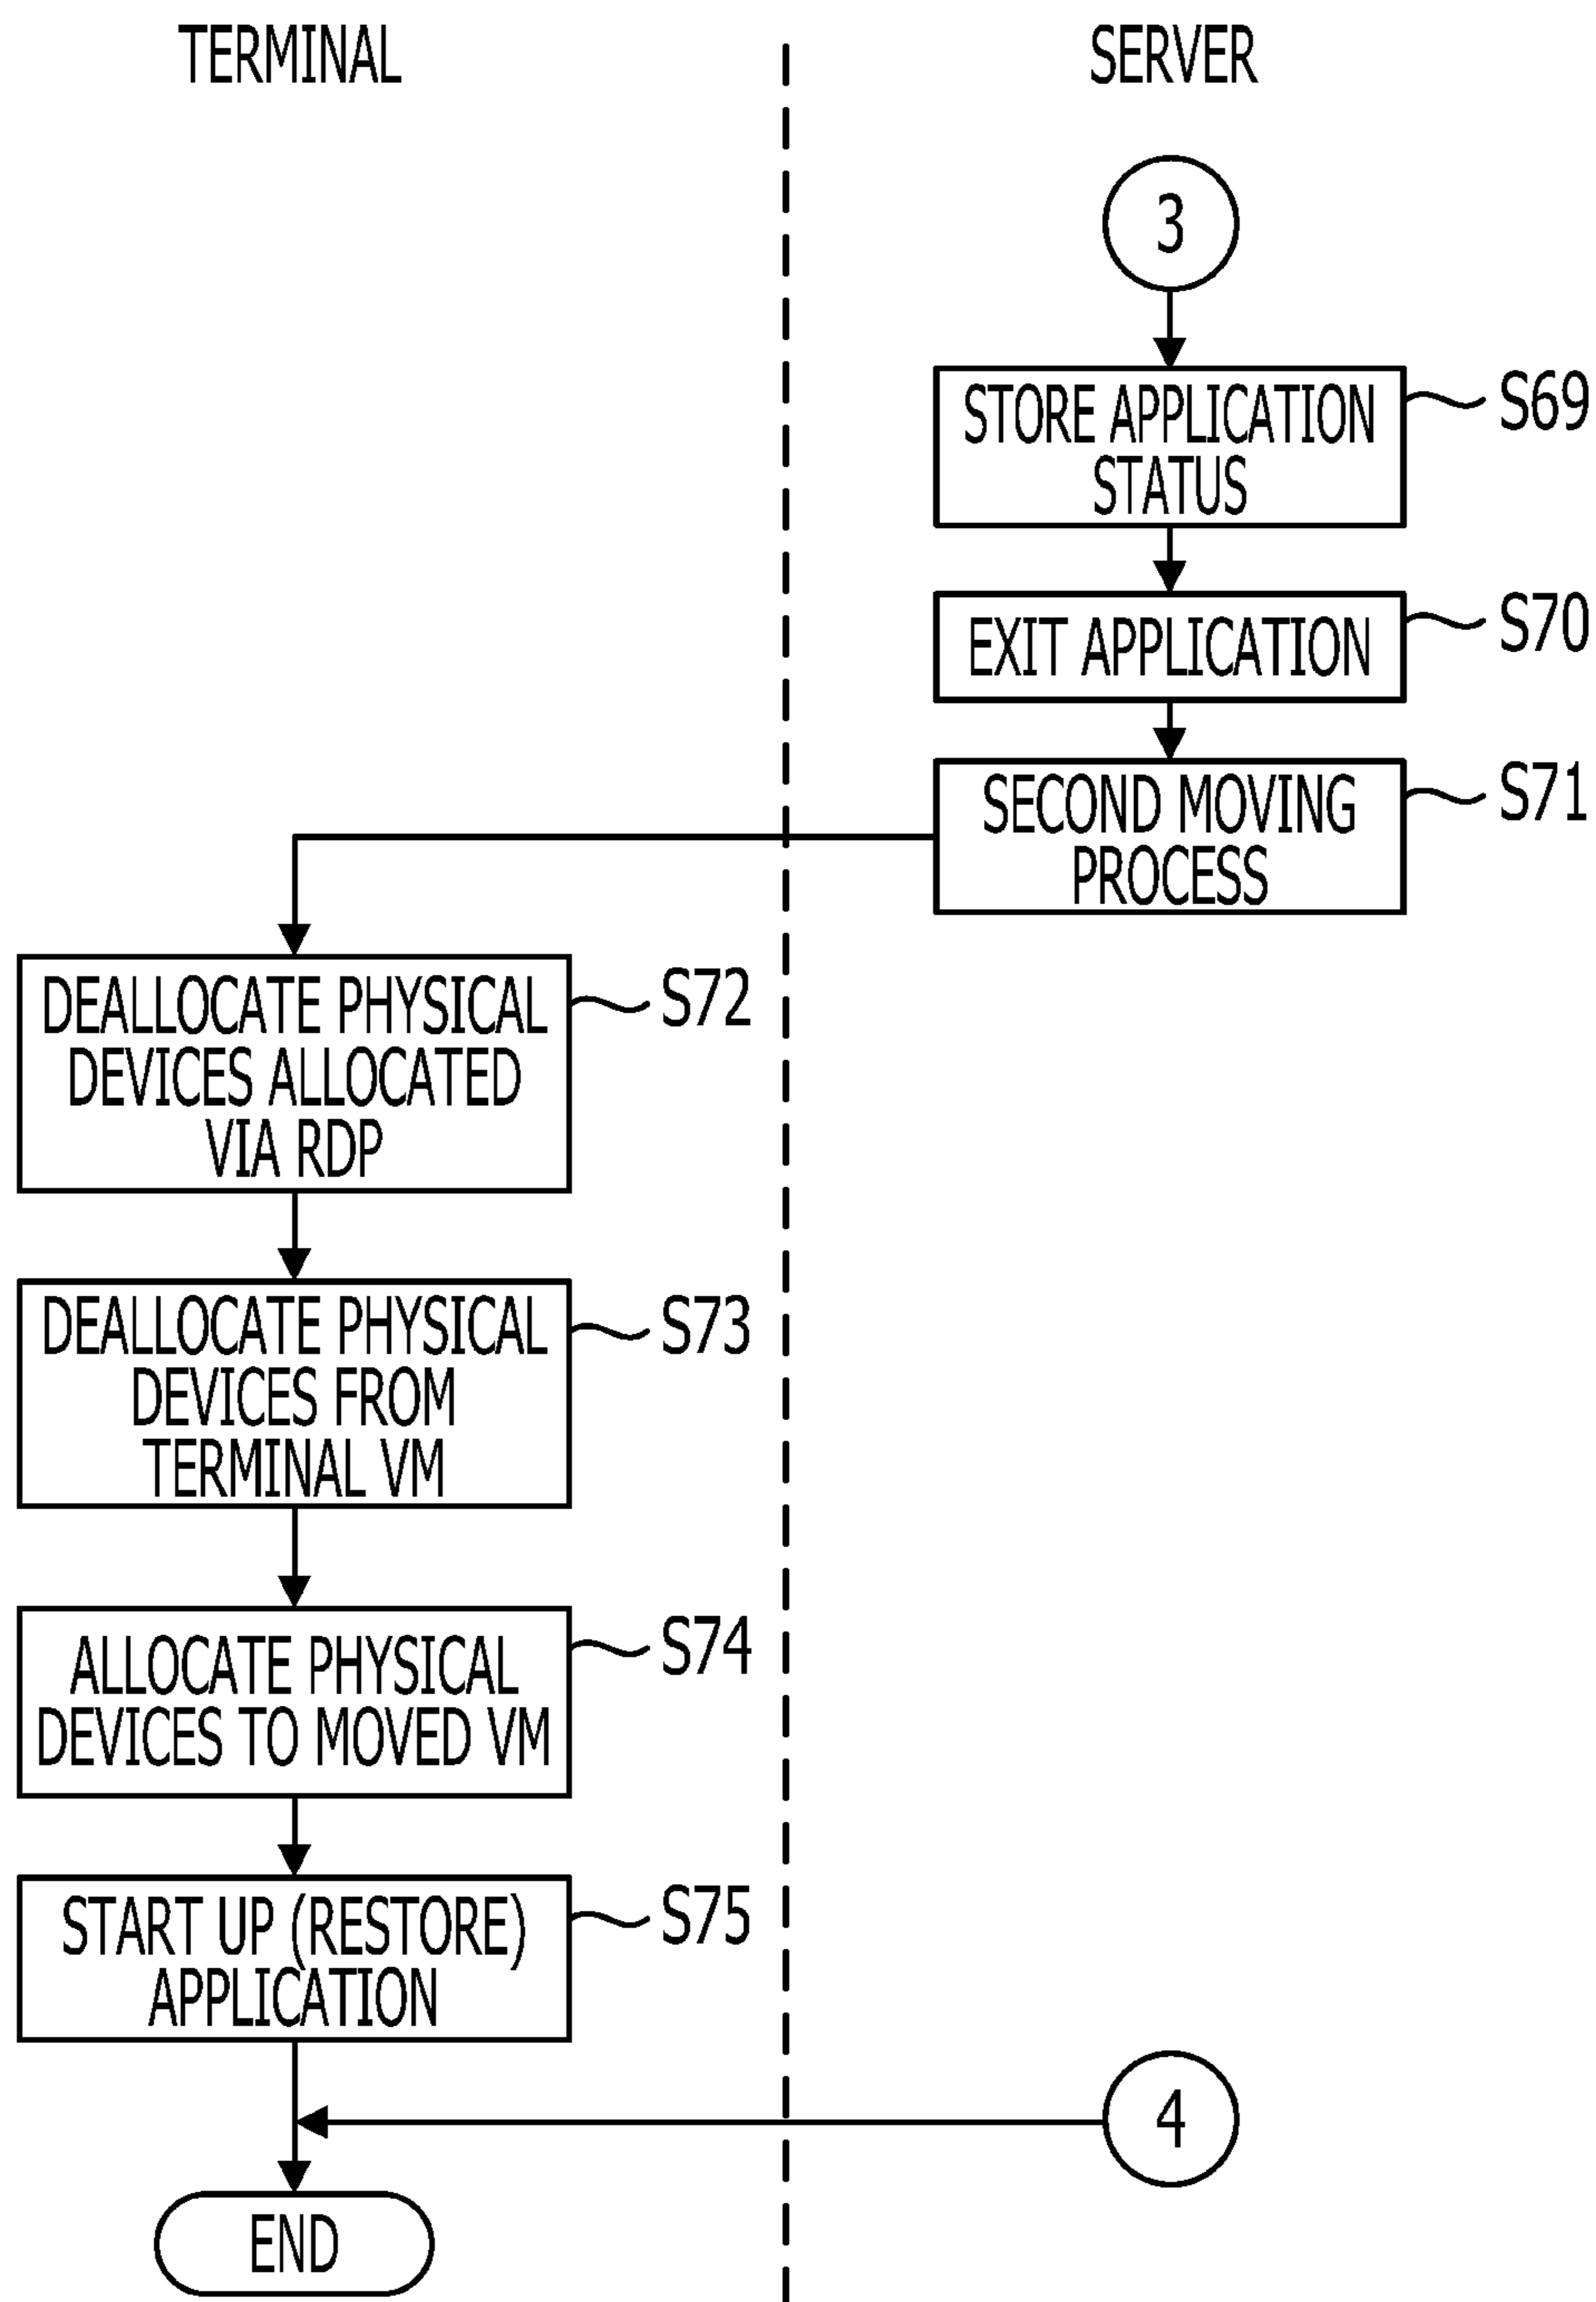 TERMINAL
SERVER
3
STORE APPLICATION
STATUS
S69
EXIT APPLICATION
S70
SECOND MOVING
PROCESS
S71
DEALLOCATE PHYSICAL
DEVICES ALLOCATED
VIA RDP
S72
DEALLOCATE PHYSICAL
DEVICES FROM
TERMINAL VM
S73
ALLOCATE PHYSICAL
DEVICES TO MOVED VM
S74
START UP (RESTORE)
APPLICATION
S75
4
END